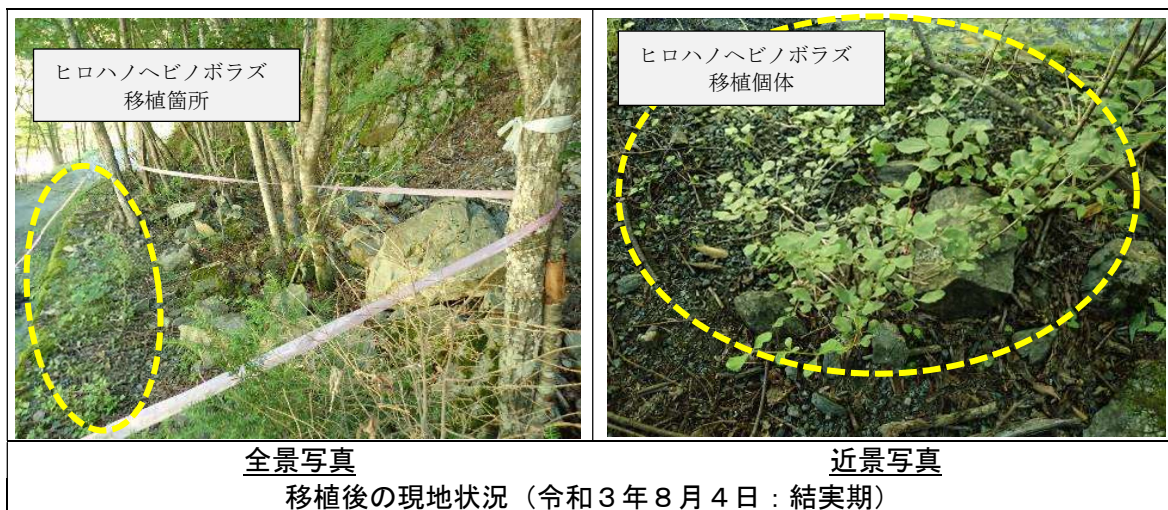 ヒロハノヘビノボラズ
移植箇所
ヒロハノヘビノボラズ
移植個体
全景写真
近景写真
移植後の現地状況（令和３年８月４日：結実期）